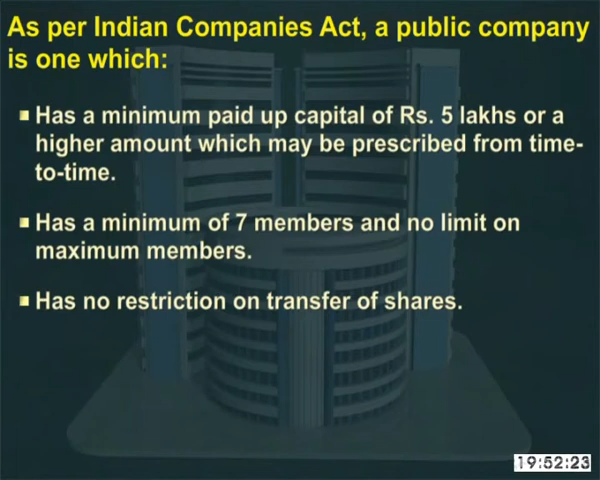 As per Indian Companies Act, a public company
is one which:
Has a minimum paid up capital of Rs. 5 lakhs or a
higher amount which may be prescribed from time-
to-time.
Has a minimum of 7 members and no limit on
maximum members.
Has no restriction on transfer of shares.
19:52:23